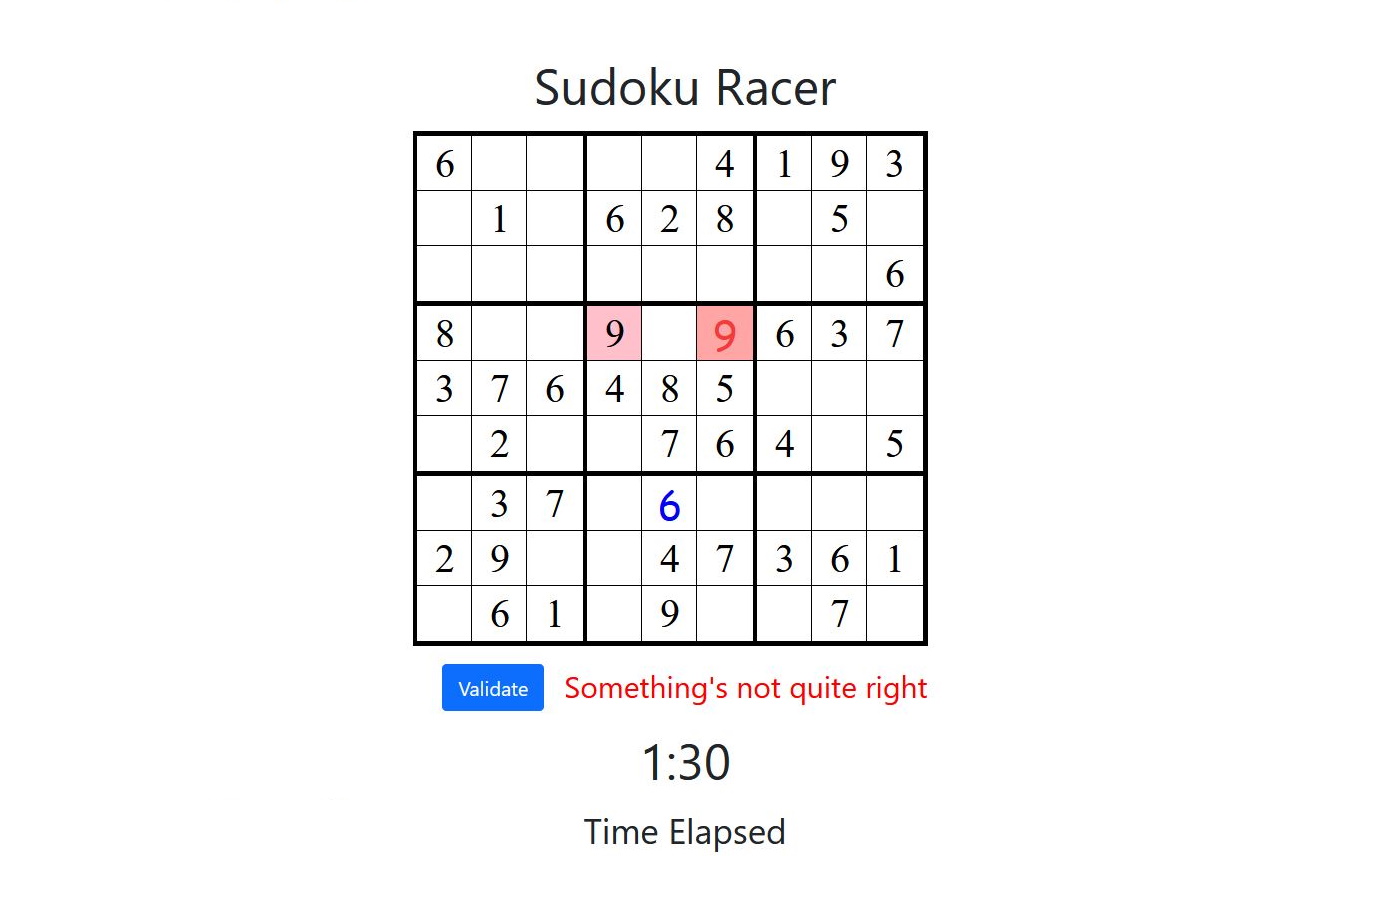 Sudoku Racer
6 4 1 9 3
1 6 2 8 5
6
8 9 9 6 3 7
3 7 6 4 8 5
2 7 6 4 5
3 7 6
2 9 4 7 3 6 1
6 1 9 7
Validate Something's not quite right
1:30
Time Elapsed